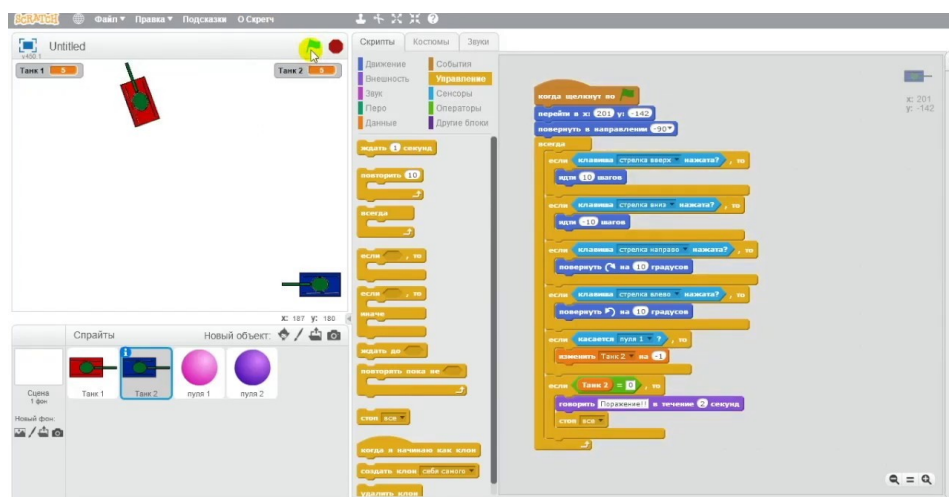 SCRATCH Файл Правка Подсказки О Скретч
Untitled
v450.1
Танк 1 5
Танк 2 5
x: 187 y: 180
Спрайты
Новый объект:
Сцена
1 фон
Новый фон:
Танк 1
Танк 2
пуля 1
пуля 2
Скрипты Костюмы Звуки
Движение События
Внешность Управление
Звук Сенсоры
Перо Операторы
Данные Другие блоки
ждать 1 секунд
повторить 10
всегда
если , то
если , то
иначе
ждать до
повторять пока не
стоп все
когда я начинаю как клон
создать клон себя самого
удалить клон
когда щелкнут по
перейти в x: 201 y: -142
повернуть в направлении -90
всегда
если клавиша стрелка вверх нажата? , то
идти 10 шагов
если клавиша стрелка вниз нажата? , то
идти -10 шагов
если клавиша стрелка направо нажата? , то
повернуть на 10 градусов
если клавиша стрелка влево нажата? , то
повернуть на 10 градусов
если касается пуля 1 ? , то
изменить Танк 2 на -1
если Танк 2 = 0 , то
говорить Поражение!! в течение 2 секунд
стоп все
x: 201
y: -142